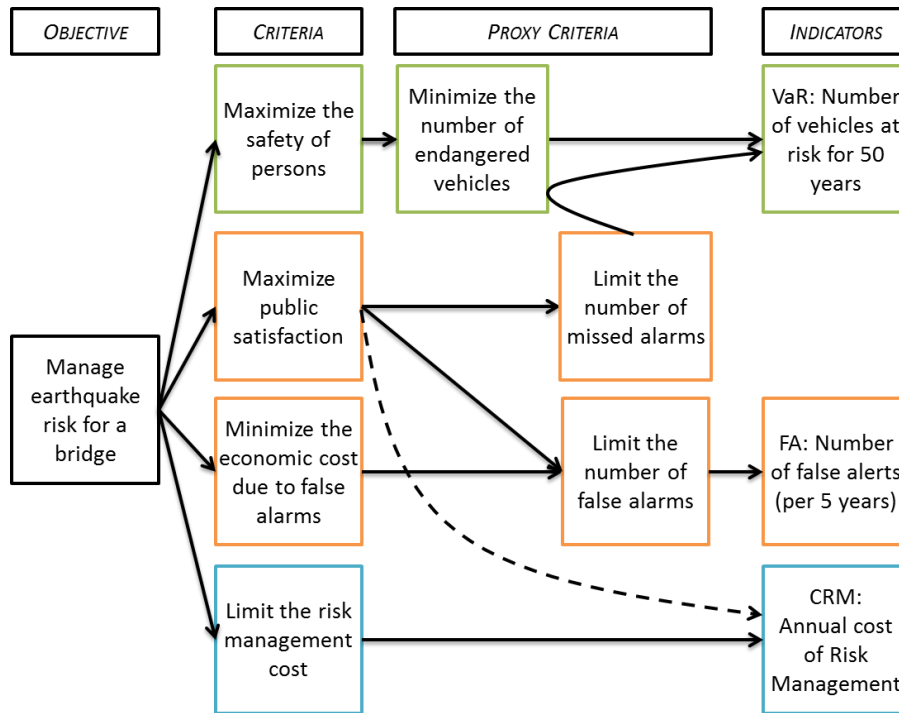 OBJECTIVE
CRITERIA
PROXY CRITERIA
INDICATORS
Maximize the
safety of
persons
Minimize the
number of
endangered
vehicles
VaR: Number
of vehicles at
risk for 50
years
Maximize
public
satisfaction
Limit the
number of
missed alarms
Manage
earthquake
risk for a
bridge
Minimize the
economic cost
due to false
alarms
Limit the
number of
false alarms
FA: Number
of false alerts
(per 5 years)
Limit the risk
management
cost
CRM:
Annual cost
of Risk
Management